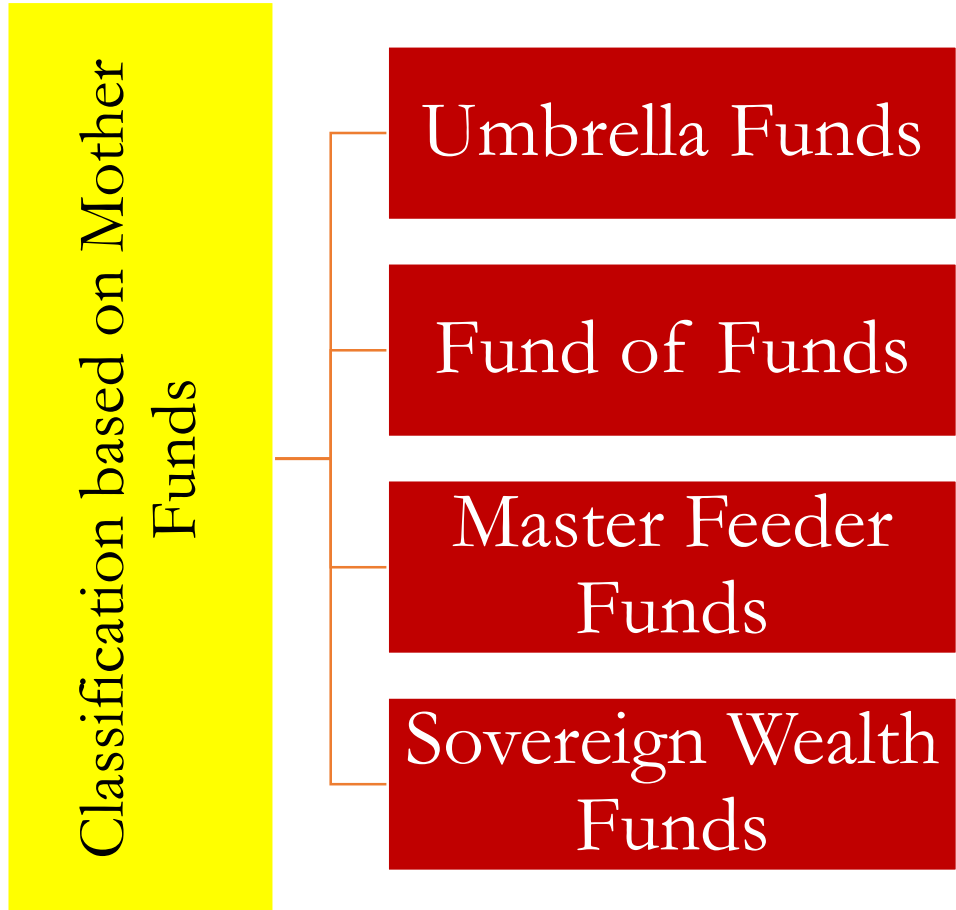 Classification based on Mother
Funds
Umbrella Funds
Fund of Funds
Master Feeder
Funds
Sovereign Wealth
Funds